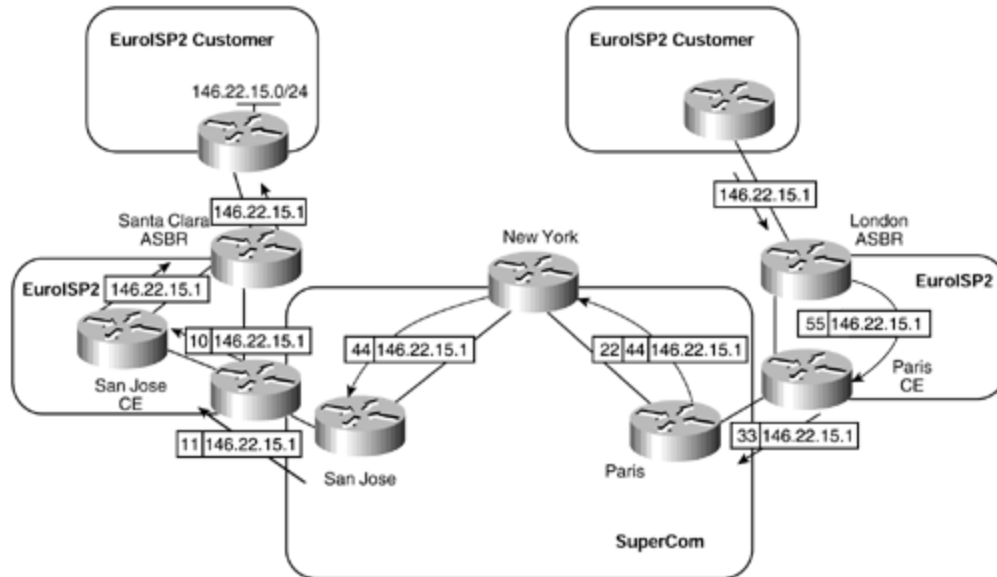 EuroISP2 Customer
146.22.15.0/24
EuroISP2 Customer
146.22.15.1
Santa Clara
ASBR
146.22.15.1
London
ASBR
New York
EuroISP2
146.22.15.1
EuroISP2
10 146.22.15.1
44 146.22.15.1
22 44 146.22.15.1
55 146.22.15.1
San Jose
CE
Paris
CE
11 146.22.15.1
San Jose
Paris
33 146.22.15.1
SuperCom